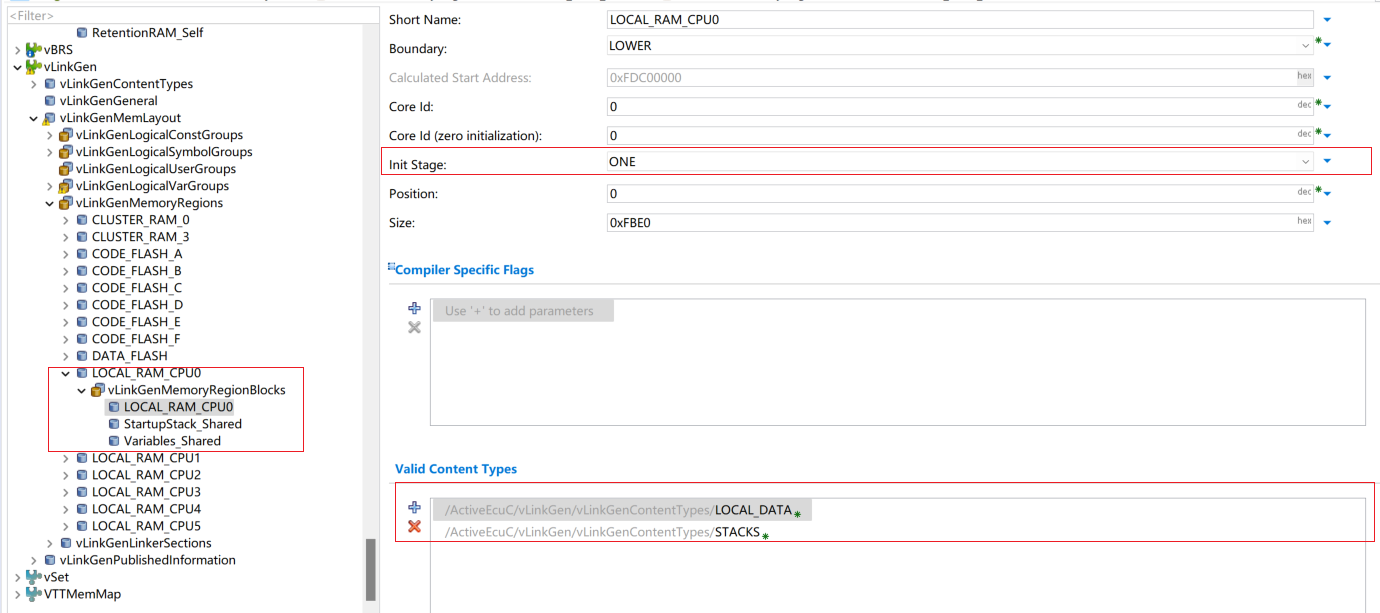 <Filter>
RetentionRAM_Self
vBRS
vLinkGen
vLinkGenContentTypes
vLinkGenGeneral
vLinkGenMemLayout
vLinkGenLogicalConstGroups
vLinkGenLogicalSymbolGroups
vLinkGenLogicalUserGroups
vLinkGenLogicalVarGroups
vLinkGenMemoryRegions
CLUSTER_RAM_0
CLUSTER_RAM_3
CODE_FLASH_A
CODE_FLASH_B
CODE_FLASH_C
CODE_FLASH_D
CODE_FLASH_E
CODE_FLASH_F
DATA_FLASH
LOCAL_RAM_CPU0
vLinkGenMemoryRegionBlocks
LOCAL_RAM_CPU0
StartupStack_Shared
Variables_Shared
LOCAL_RAM_CPU1
LOCAL_RAM_CPU2
LOCAL_RAM_CPU3
LOCAL_RAM_CPU4
LOCAL_RAM_CPU5
vLinkGenLinkerSections
vLinkGenPublishedInformation
vSet
VTTMemMap
Short Name: LOCAL_RAM_CPU0
Boundary: LOWER
Calculated Start Address: 0xFDC00000 hex
Core Id: 0 dec
Core Id (zero initialization): 0 dec
Init Stage: ONE
Position: 0 dec
Size: 0xFBE0 hex
Compiler Specific Flags
Use '+' to add parameters
Valid Content Types
/ActiveEcuC/vLinkGen/vLinkGenContentTypes/LOCAL_DATA
/ActiveEcuC/vLinkGen/vLinkGenContentTypes/STACKS